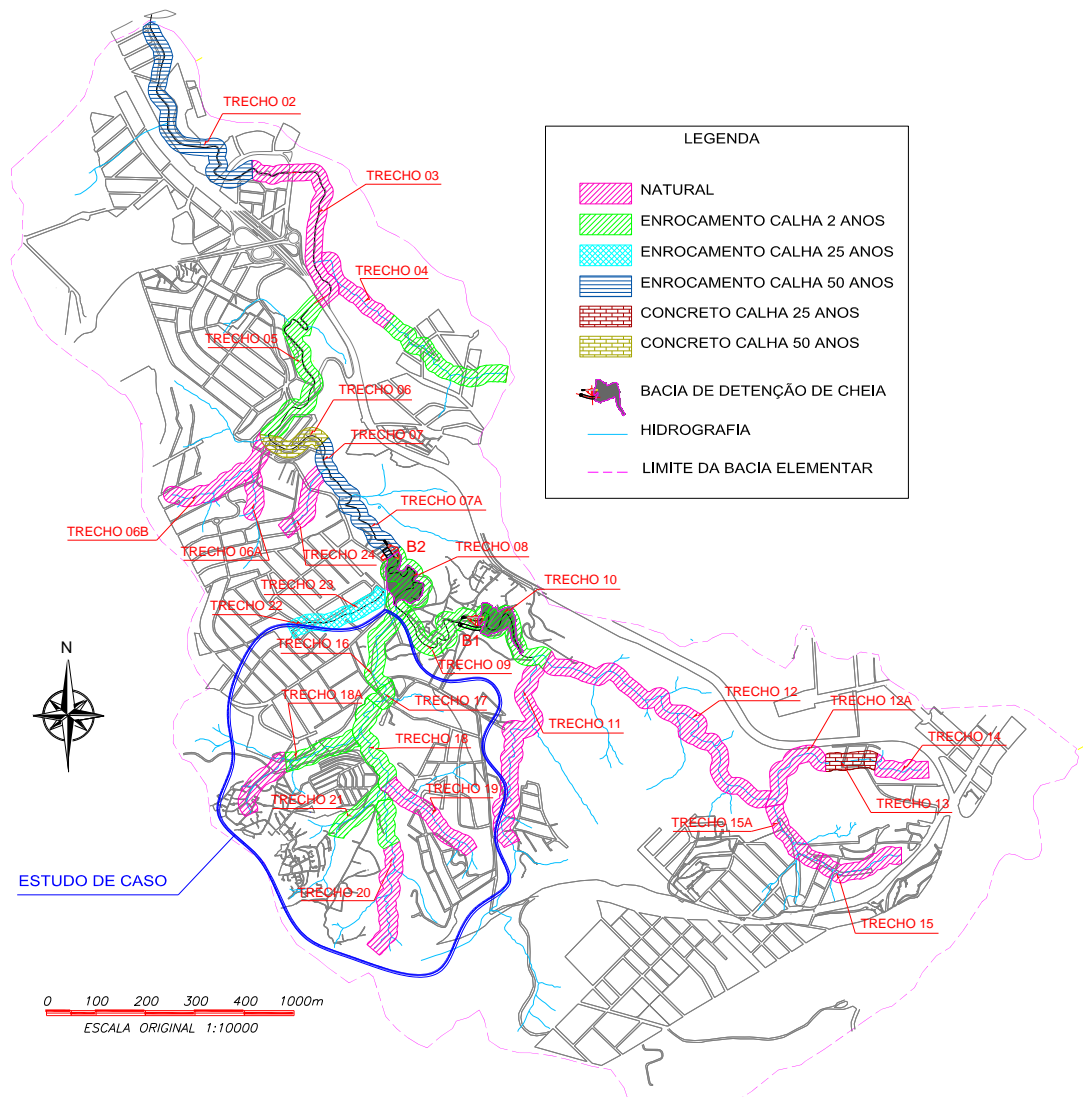 TRECHO 02
TRECHO 03
TRECHO 04
TRECHO 05
TRECHO 06
TRECHO 07
TRECHO 07A
TRECHO 06B
TRECHO 06A
TRECHO 24
B2
TRECHO 08
TRECHO 23
TRECHO 10
TRECHO 22
B1
TRECHO 16
TRECHO 09
TRECHO 18A
TRECHO 17
TRECHO 11
TRECHO 12
TRECHO 12A
TRECHO 18
TRECHO 14
TRECHO 19
TRECHO 21
TRECHO 13
TRECHO 15A
TRECHO 20
TRECHO 15
ESTUDO DE CASO
LEGENDA
NATURAL
ENROCAMENTO CALHA 2 ANOS
ENROCAMENTO CALHA 25 ANOS
ENROCAMENTO CALHA 50 ANOS
CONCRETO CALHA 25 ANOS
CONCRETO CALHA 50 ANOS
BACIA DE DETENÇÃO DE CHEIA
HIDROGRAFIA
LIMITE DA BACIA ELEMENTAR
N
0 100 200 300 400 1000m
ESCALA ORIGINAL 1:10000